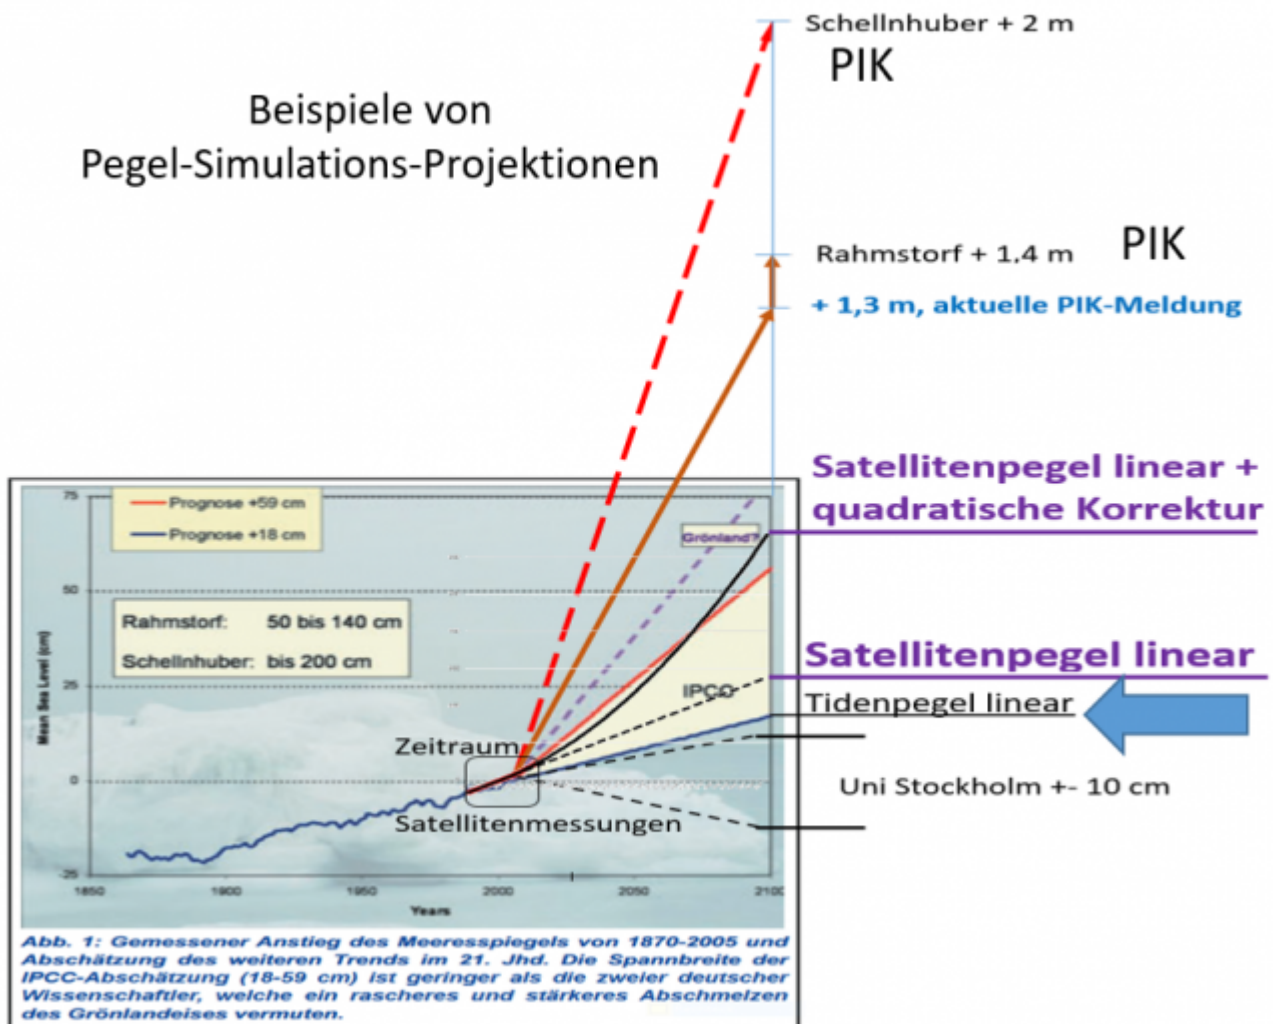 Schellnhuber + 2 m
PIK
Beispiele von
Pegel-Simulations-Projektionen
Rahmstorf + 1,4 m
PIK
+ 1,3 m, aktuelle PIK-Meldung
Satellitenpegel linear +
quadratische Korrektur
75
Prognose +59 cm
Prognose +18 cm
Grönland?
50
Rahmstorf: 50 bis 140 cm
Schellnhuber: bis 200 cm
Satellitenpegel linear
25
IPCC
Tidenpegel linear
Mean Sea Level (cm)
Zeitraum
0
Uni Stockholm +- 10 cm
Satellitenmessungen
-25
1850 1900 1950 2000 2050 2100
Years
Abb. 1: Gemessener Anstieg des Meeresspiegels von 1870-2005 und
Abschätzung des weiteren Trends im 21. Jhd. Die Spannbreite der
IPCC-Abschätzung (18-59 cm) ist geringer als die zweier deutscher
Wissenschaftler, welche ein rascheres und stärkeres Abschmelzen
des Grönlandeises vermuten.